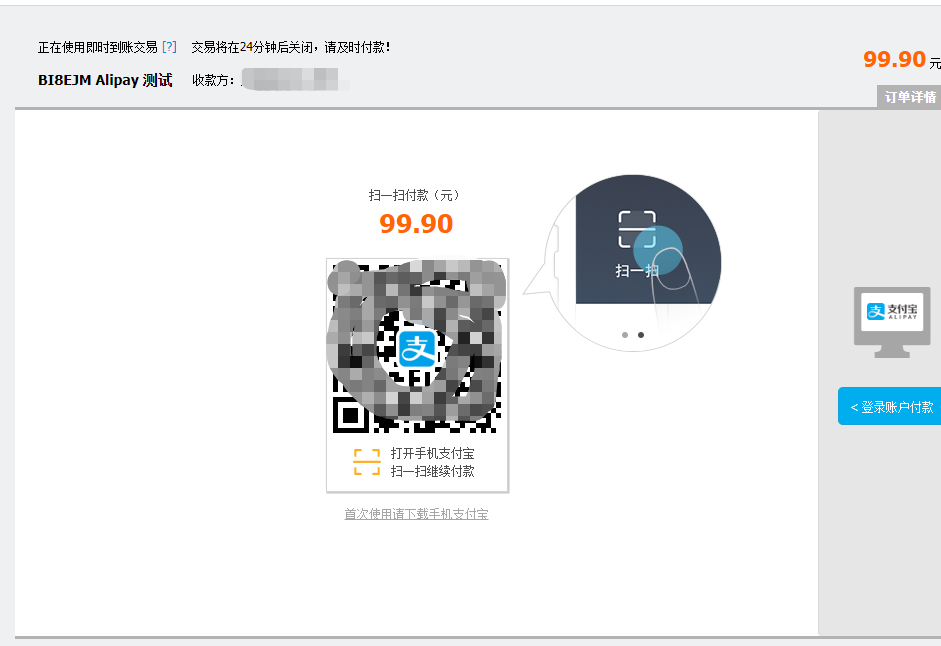 正在使用即时到账交易 [?] 交易将在24分钟后关闭，请及时付款！
BI8EJM Alipay 测试 收款方：
99.90 元
订单详情
扫一扫付款（元）
99.90
扫一扫
支
打开手机支付宝
扫一扫继续付款
首次使用请下载手机支付宝
支 支付宝
ALIPAY
< 登录账户付款